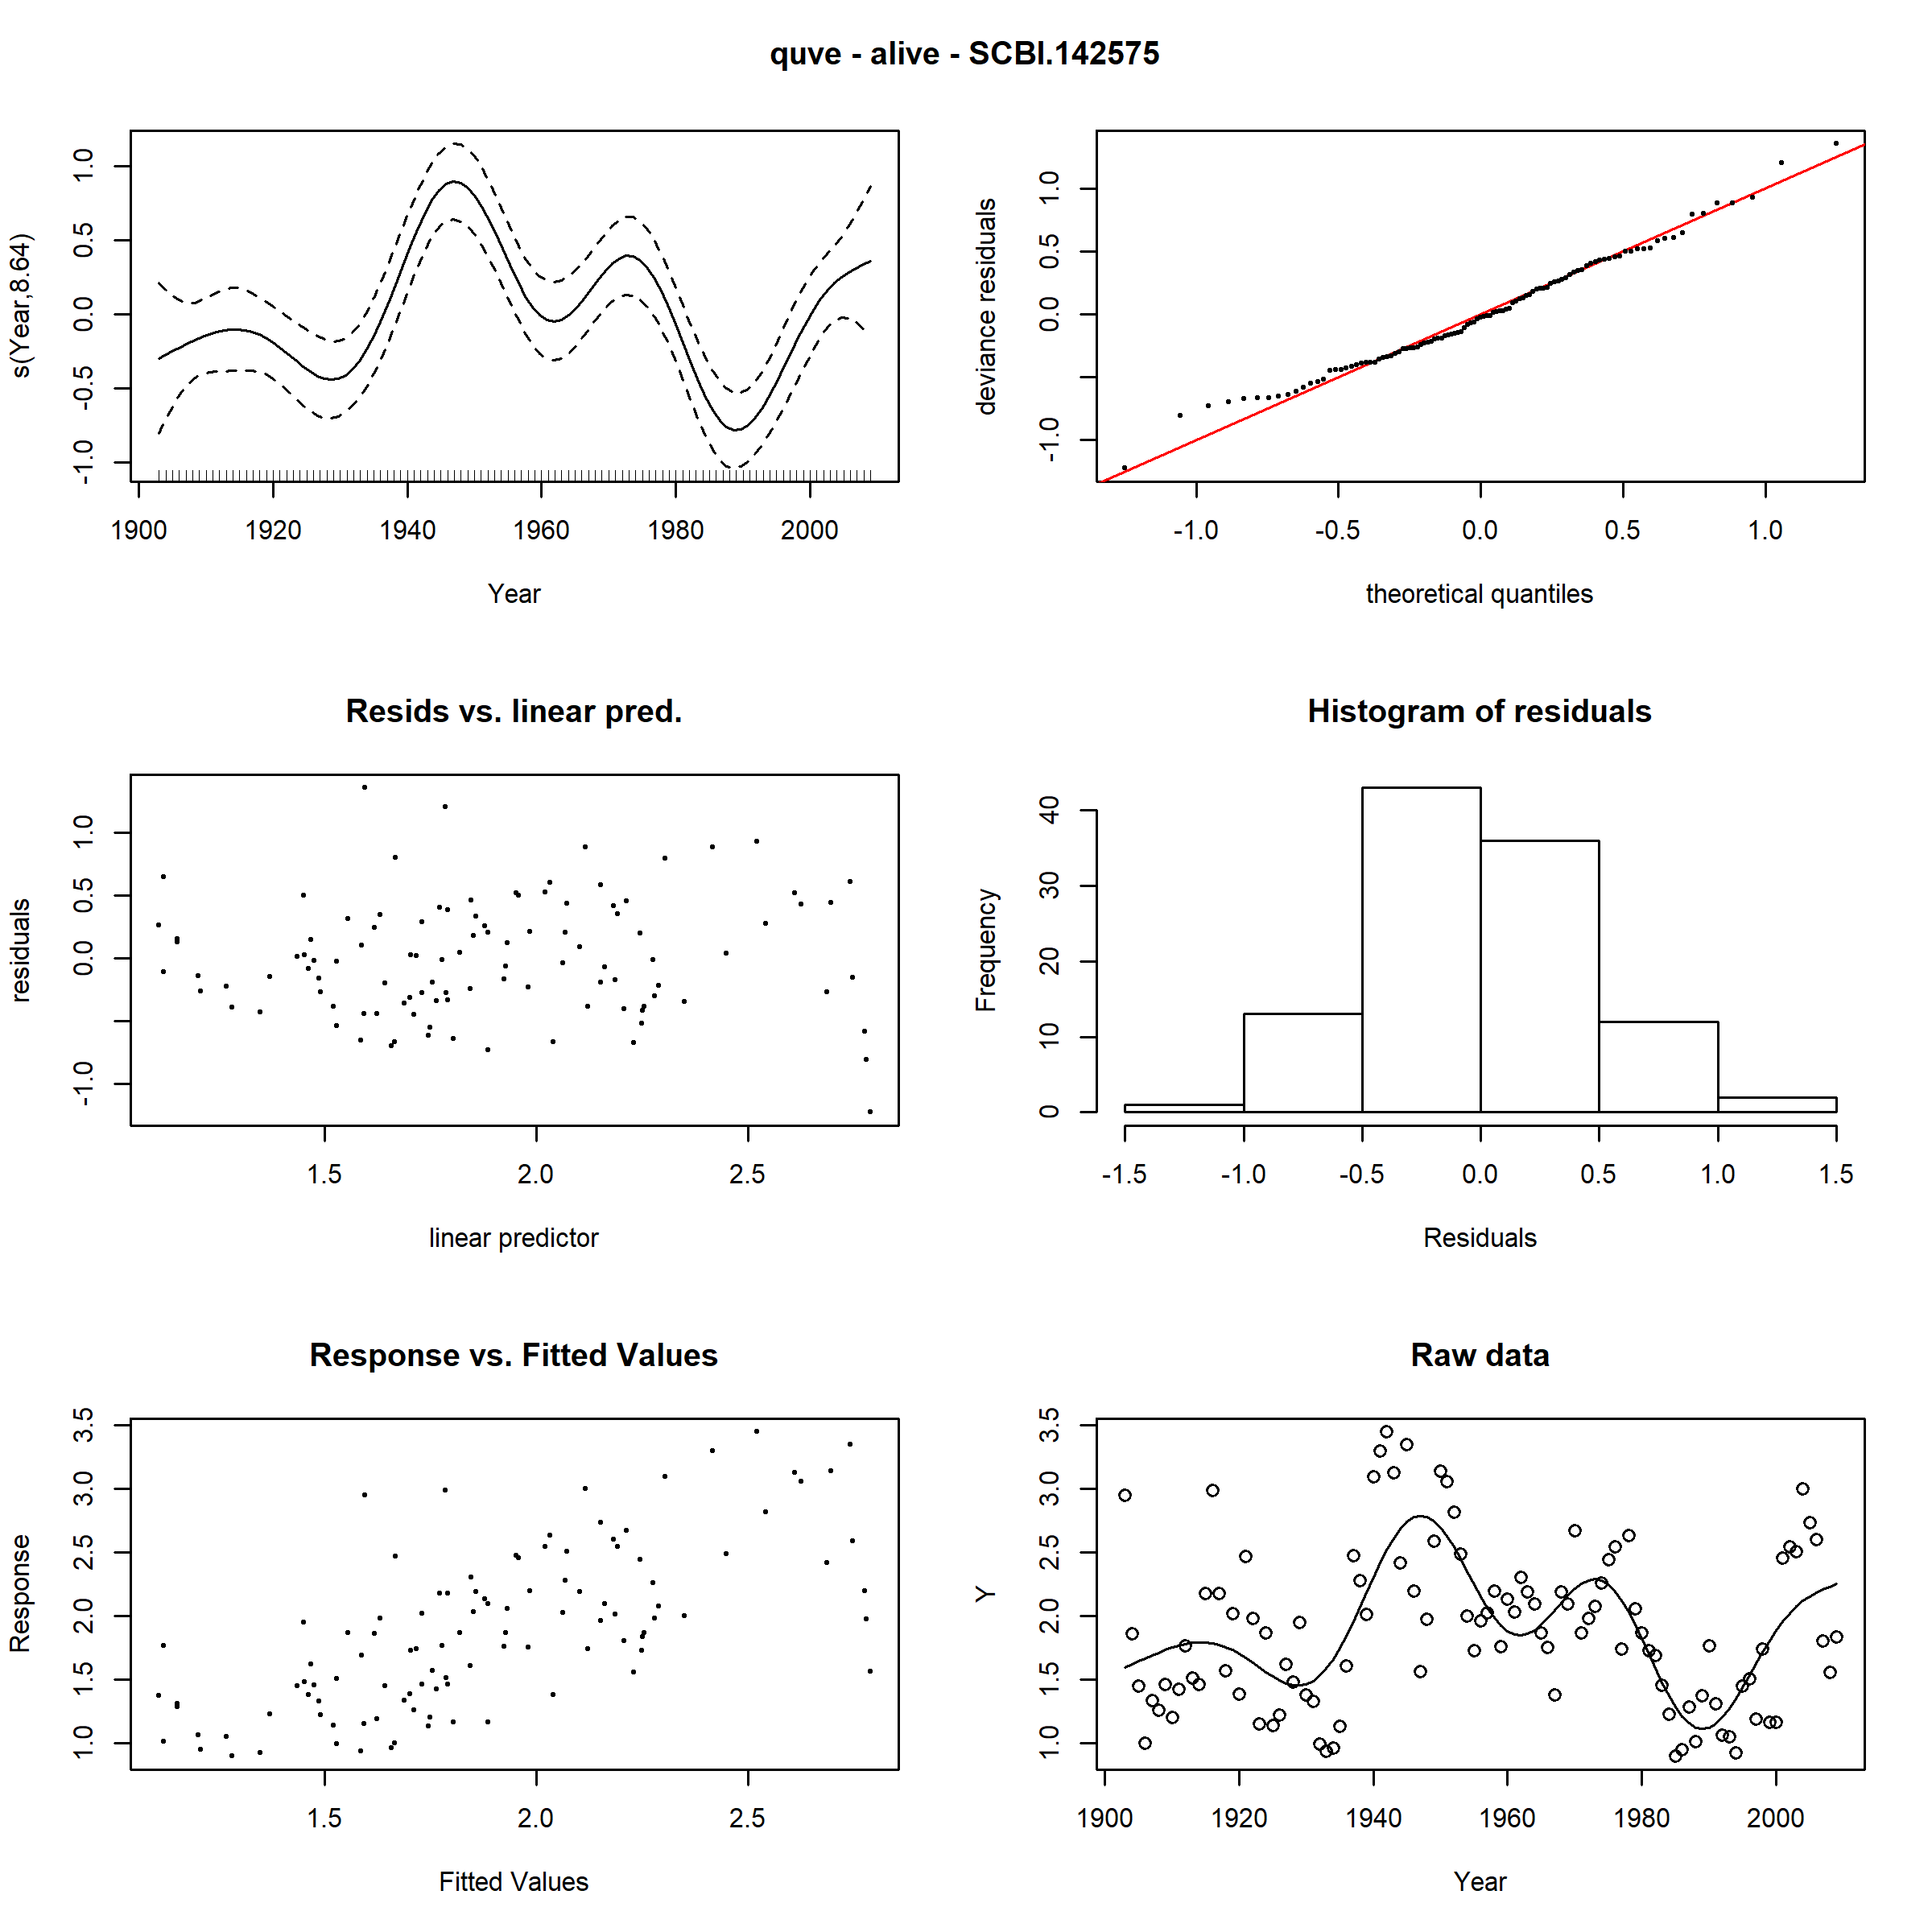 quve - alive - SCBI.142575
s(Year,8.64)
1.0
0.5
0.0
-0.5
-1.0
1900 1920 1940 1960 1980 2000
Year
deviance residuals
1.0
0.5
0.0
-1.0
-1.0 -0.5 0.0 0.5 1.0
theoretical quantiles
Resids vs. linear pred.
residuals
1.0
0.5
0.0
-1.0
1.5 2.0 2.5
linear predictor
Histogram of residuals
Frequency
40
30
20
10
0
-1.5 -1.0 -0.5 0.0 0.5 1.0 1.5
Residuals
Response vs. Fitted Values
Response
3.5
3.0
2.5
2.0
1.5
1.0
1.5 2.0 2.5
Fitted Values
Raw data
Y
3.5
3.0
2.5
2.0
1.5
1.0
1900 1920 1940 1960 1980 2000
Year